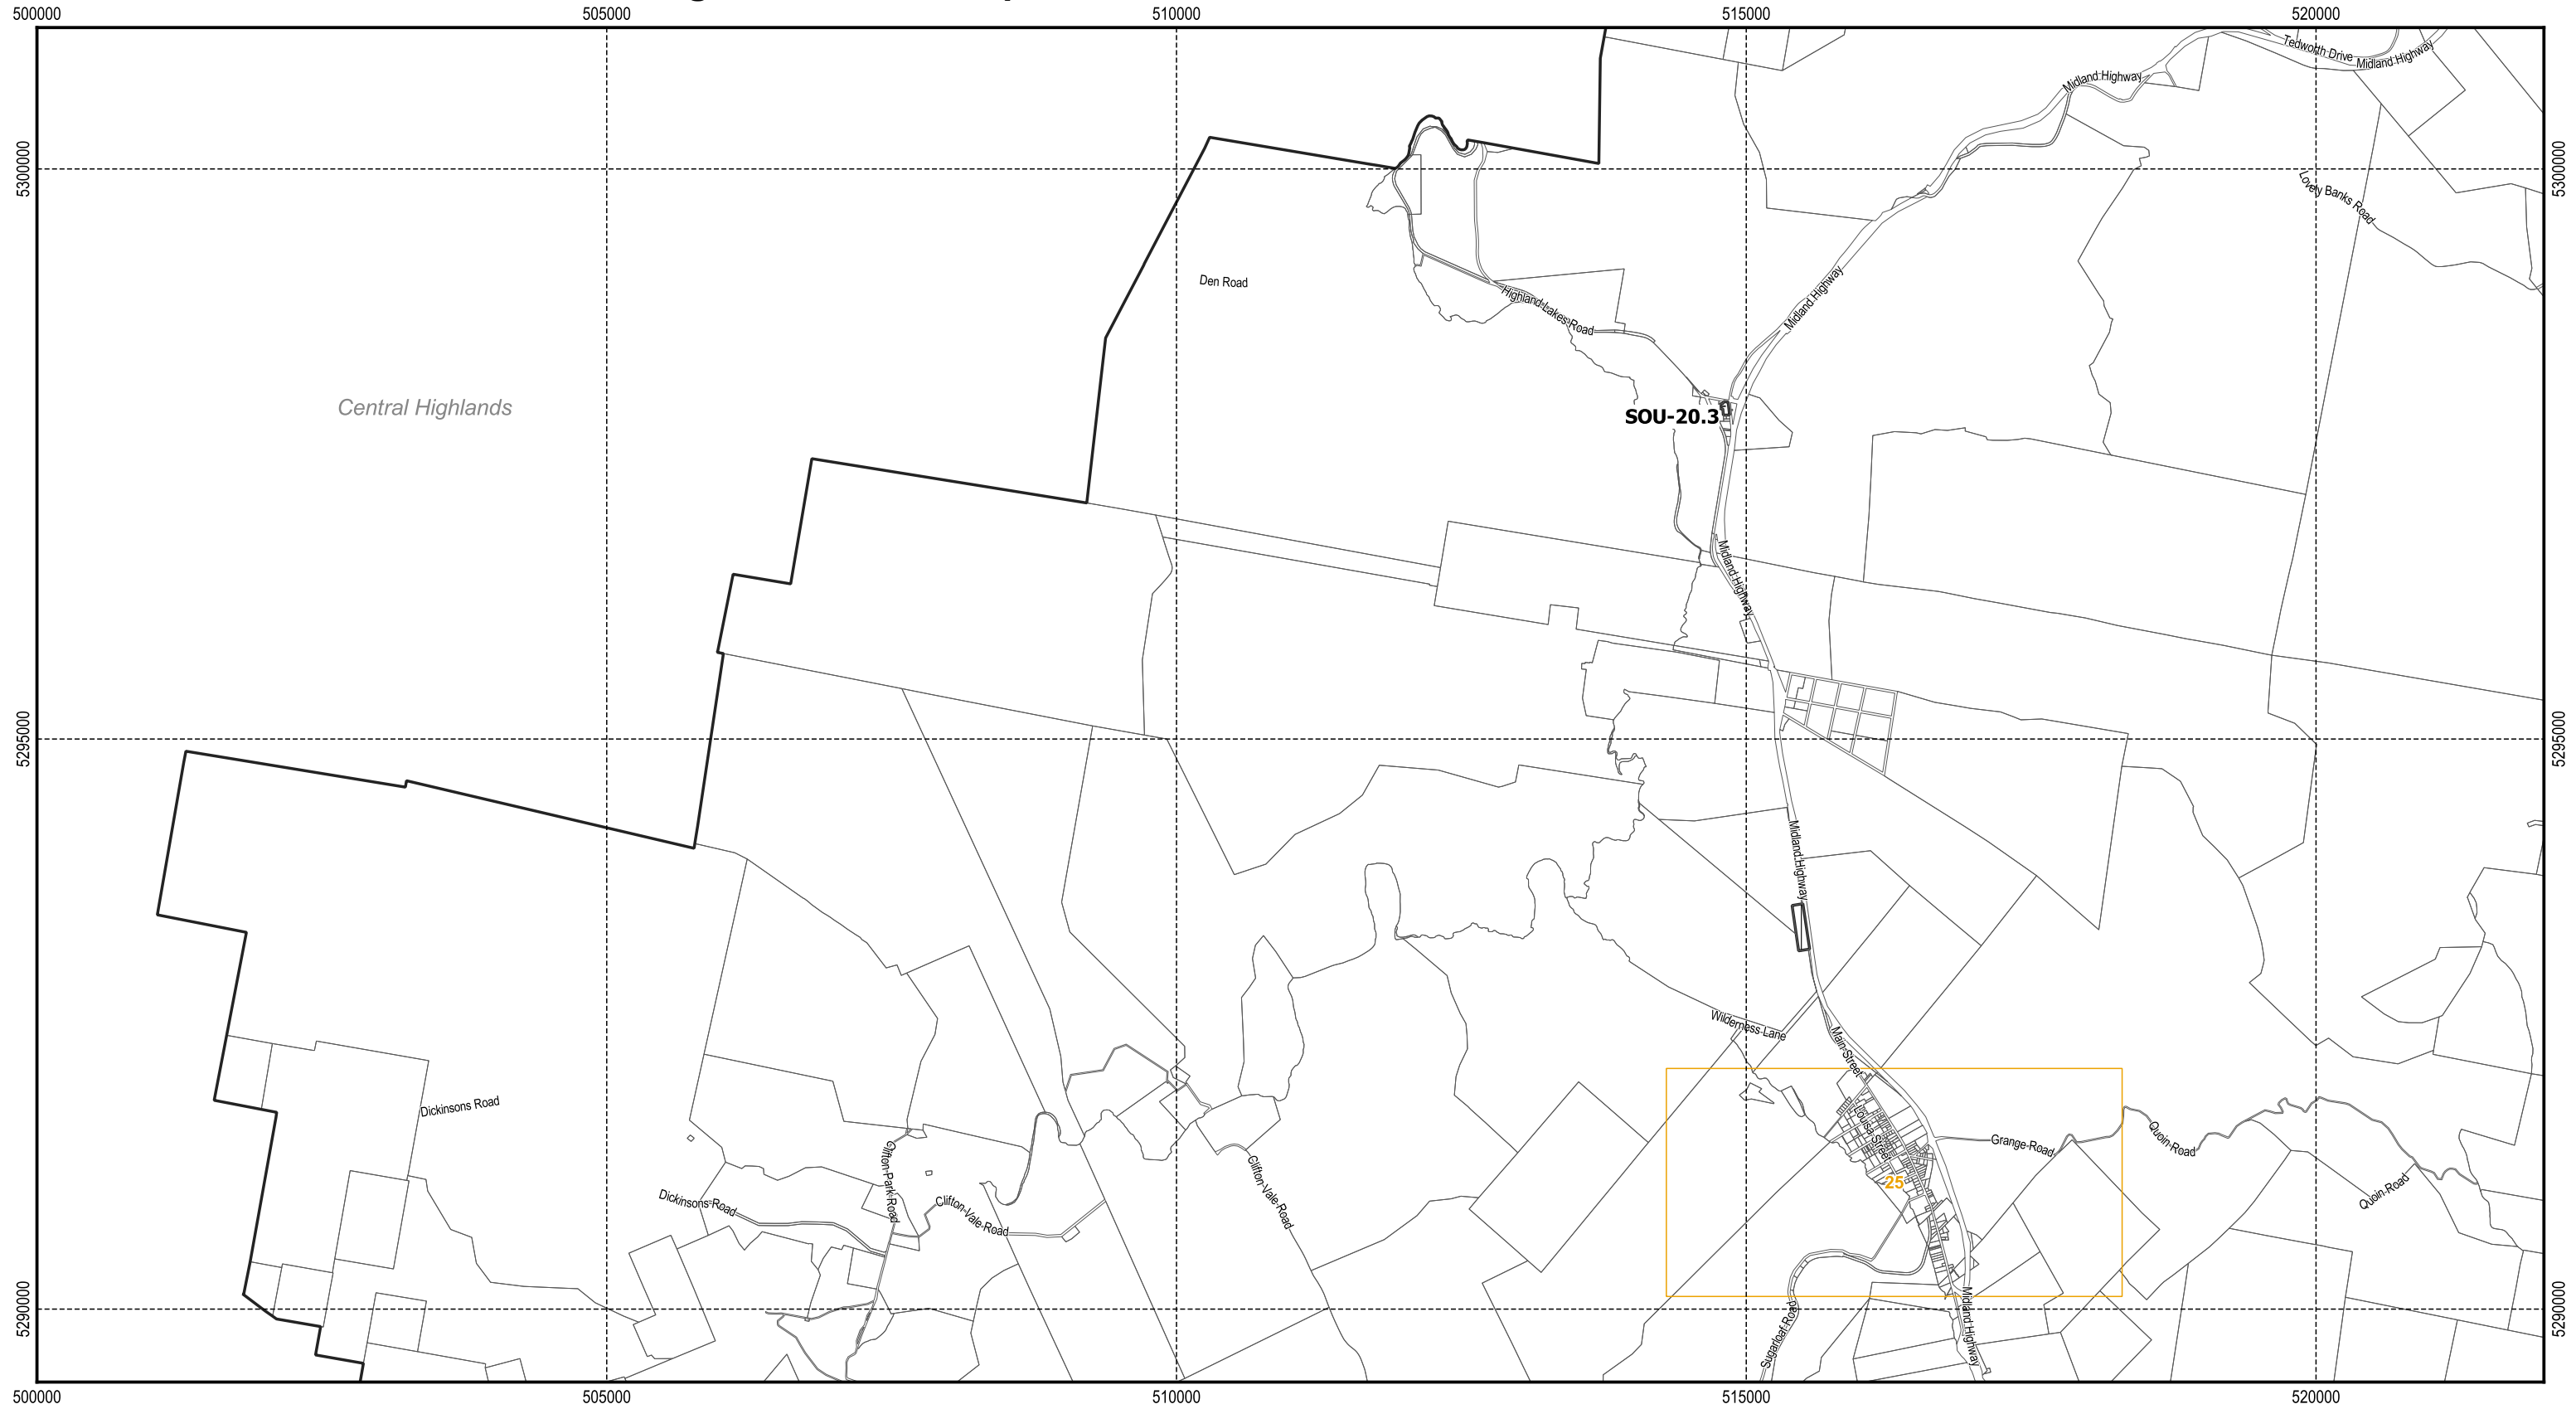 500000
505000
510000
515000
520000
Tedworth Drive
Midland Highway
Midland Highway
5300000
5300000
Lovely Banks Road
Den Road
Highland Lakes Road
Midland Highway
Central Highlands
SOU-20.3
Midland Highway
5295000
5295000
Midland Highway
Wilderness Lane
Main Street
Dickinsons Road
Louisa Street
Grange Road
Quoin Road
Clifton Park Road
Clifton Vale Road
25
Quoin Road
Dickinsons Road
Clifton Vale Road
5290000
5290000
Sugarloaf Road
Midland Highway
500000
505000
510000
515000
520000